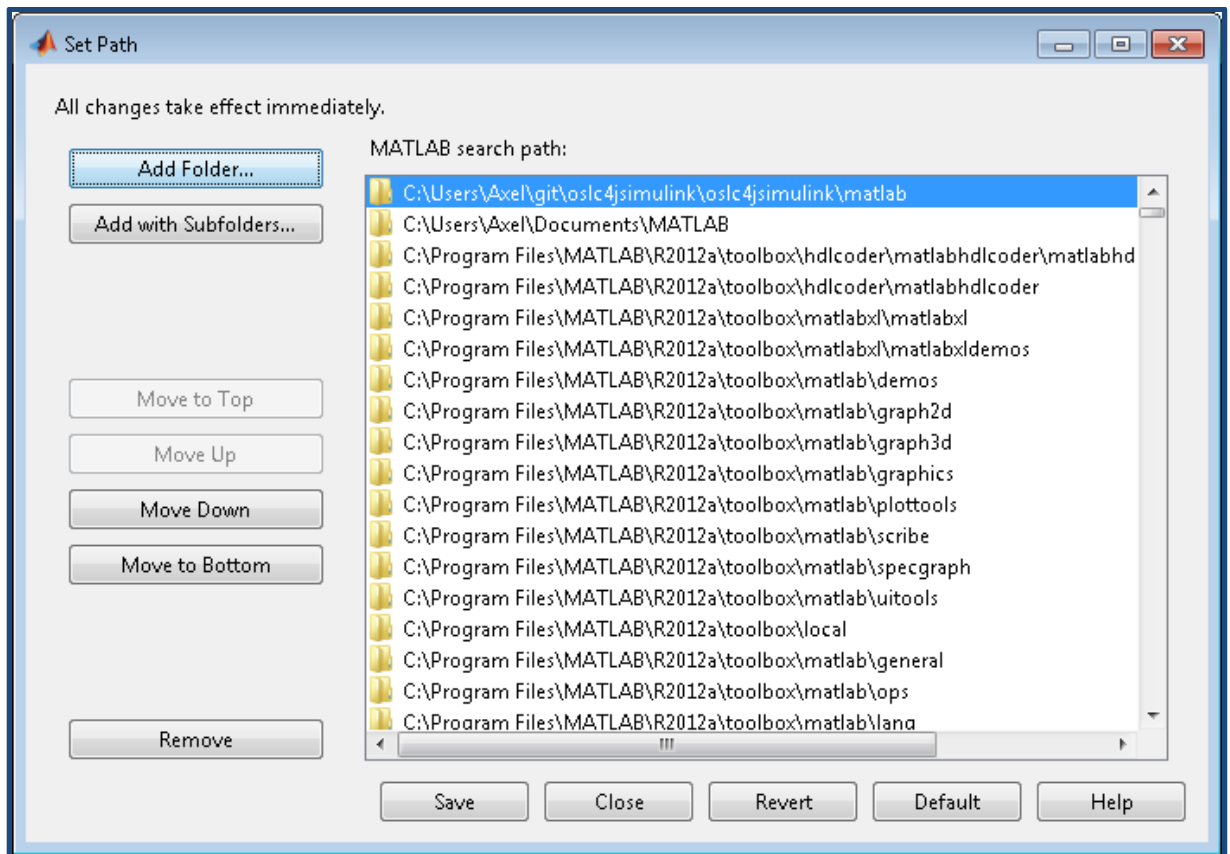 Set Path
All changes take effect immediately.
MATLAB search path:
Add Folder...
Add with Subfolders...
Move to Top
Move Up
Move Down
Move to Bottom
Remove
C:\Users\Axel\git\oslc4jsimulink\oslc4jsimulink\matlab
C:\Users\Axel\Documents\MATLAB
C:\Program Files\MATLAB\R2012a\toolbox\hdlcoder\matlabhdlcoder\matlabhd
C:\Program Files\MATLAB\R2012a\toolbox\hdlcoder\matlabhdlcoder
C:\Program Files\MATLAB\R2012a\toolbox\matlabxl\matlabxl
C:\Program Files\MATLAB\R2012a\toolbox\matlabxl\matlabxldemos
C:\Program Files\MATLAB\R2012a\toolbox\matlab\demos
C:\Program Files\MATLAB\R2012a\toolbox\matlab\graph2d
C:\Program Files\MATLAB\R2012a\toolbox\matlab\graph3d
C:\Program Files\MATLAB\R2012a\toolbox\matlab\graphics
C:\Program Files\MATLAB\R2012a\toolbox\matlab\plottools
C:\Program Files\MATLAB\R2012a\toolbox\matlab\scribe
C:\Program Files\MATLAB\R2012a\toolbox\matlab\specgraph
C:\Program Files\MATLAB\R2012a\toolbox\matlab\uitools
C:\Program Files\MATLAB\R2012a\toolbox\local
C:\Program Files\MATLAB\R2012a\toolbox\matlab\general
C:\Program Files\MATLAB\R2012a\toolbox\matlab\ops
C:\Program Files\MATLAB\R2012a\toolbox\matlab\lang
Save
Close
Revert
Default
Help